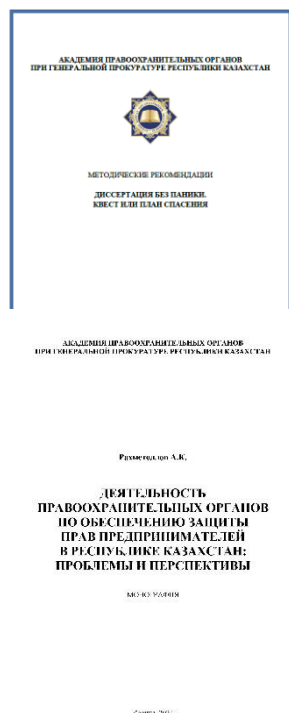 АКАДЕМИЯ ПРАВООХРАНИТЕЛЬНЫХ ОРГАНОВ
ПРИ ГЕНЕРАЛЬНОЙ ПРОКУРАТУРЕ РЕСПУБЛИКИ КАЗАХСТАН
МЕТОДИЧЕСКИЕ РЕКОМЕНДАЦИИ
ДИССЕРТАЦИЯ БЕЗ ПАНИКИ.
КВЕСТ ИЛИ ПЛАН СПАСЕНИЯ
АКАДЕМИЯ ПРАВООХРАНИТЕЛЬНЫХ ОРГАНОВ
ПРИ ГЕНЕРАЛЬНОЙ ПРОКУРАТУРЕ РЕСПУБЛИКИ КАЗАХСТАН
А.К.
ДЕЯТЕЛЬНОСТЬ
ПРАВООХРАНИТЕЛЬНЫХ ОРГАНОВ
ПО ОБЕСПЕЧЕНИЮ ЗАЩИТЫ
ПРАВ ПРЕДПРИНИМАТЕЛЕЙ
В РЕСПУБЛИКЕ КАЗАХСТАН:
ПРОБЛЕМЫ И ПЕРСПЕКТИВЫ
МОНОГРАФИЯ